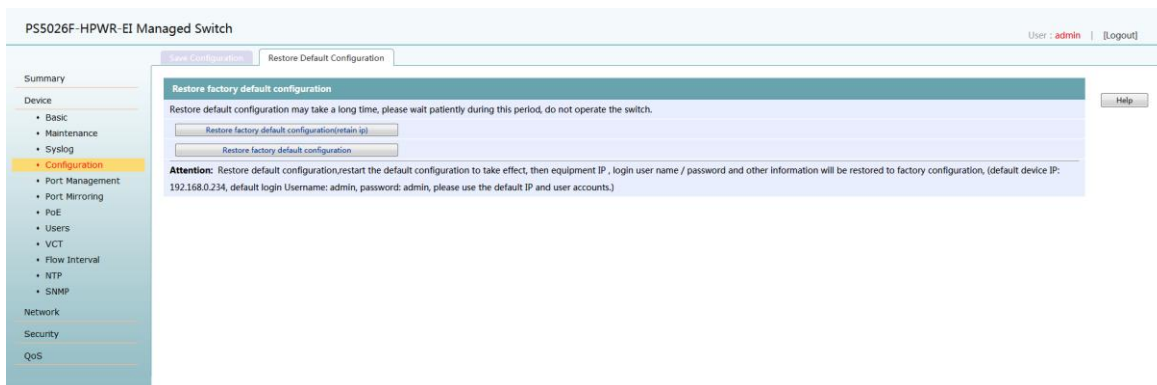 PS5026F-HPWR-EI Managed Switch
User : admin | [Logout]
Save Configuration
Restore Default Configuration
Summary
Device
• Basic
• Maintenance
• Syslog
• Configuration
• Port Management
• Port Mirroring
• PoE
• Users
• VCT
• Flow Interval
• NTP
• SNMP
Network
Security
QoS
Restore factory default configuration
Help
Restore default configuration may take a long time, please wait patiently during this period, do not operate the switch.
Restore factory default configuration(retain ip)
Restore factory default configuration
Attention: Restore default configuration,restart the default configuration to take effect, then equipment IP , login user name / password and other information will be restored to factory configuration, (default device IP:
192.168.0.234, default login Username: admin, password: admin, please use the default IP and user accounts.)